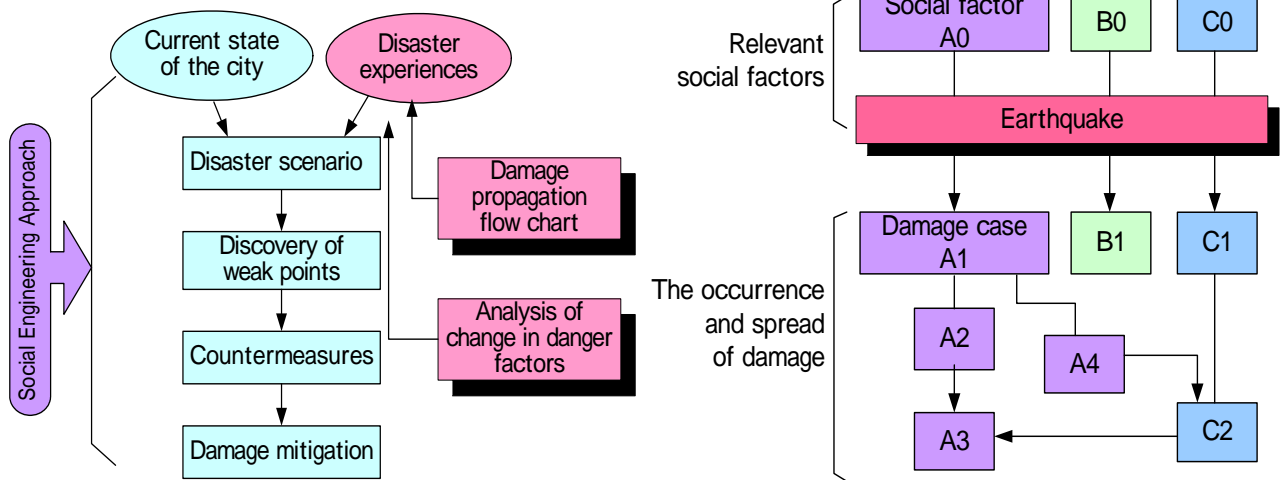 Current state
of the city
Disaster
experiences
Social Engineering Approach
Disaster scenario
Discovery of
weak points
Countermeasures
Damage mitigation
Damage
propagation
flow chart
Analysis of
change in danger
factors
Relevant
social factors
Social factor
A0
B0
C0
Earthquake
The occurrence
and spread
of damage
Damage case
A1
B1
C1
A2
A4
A3
C2